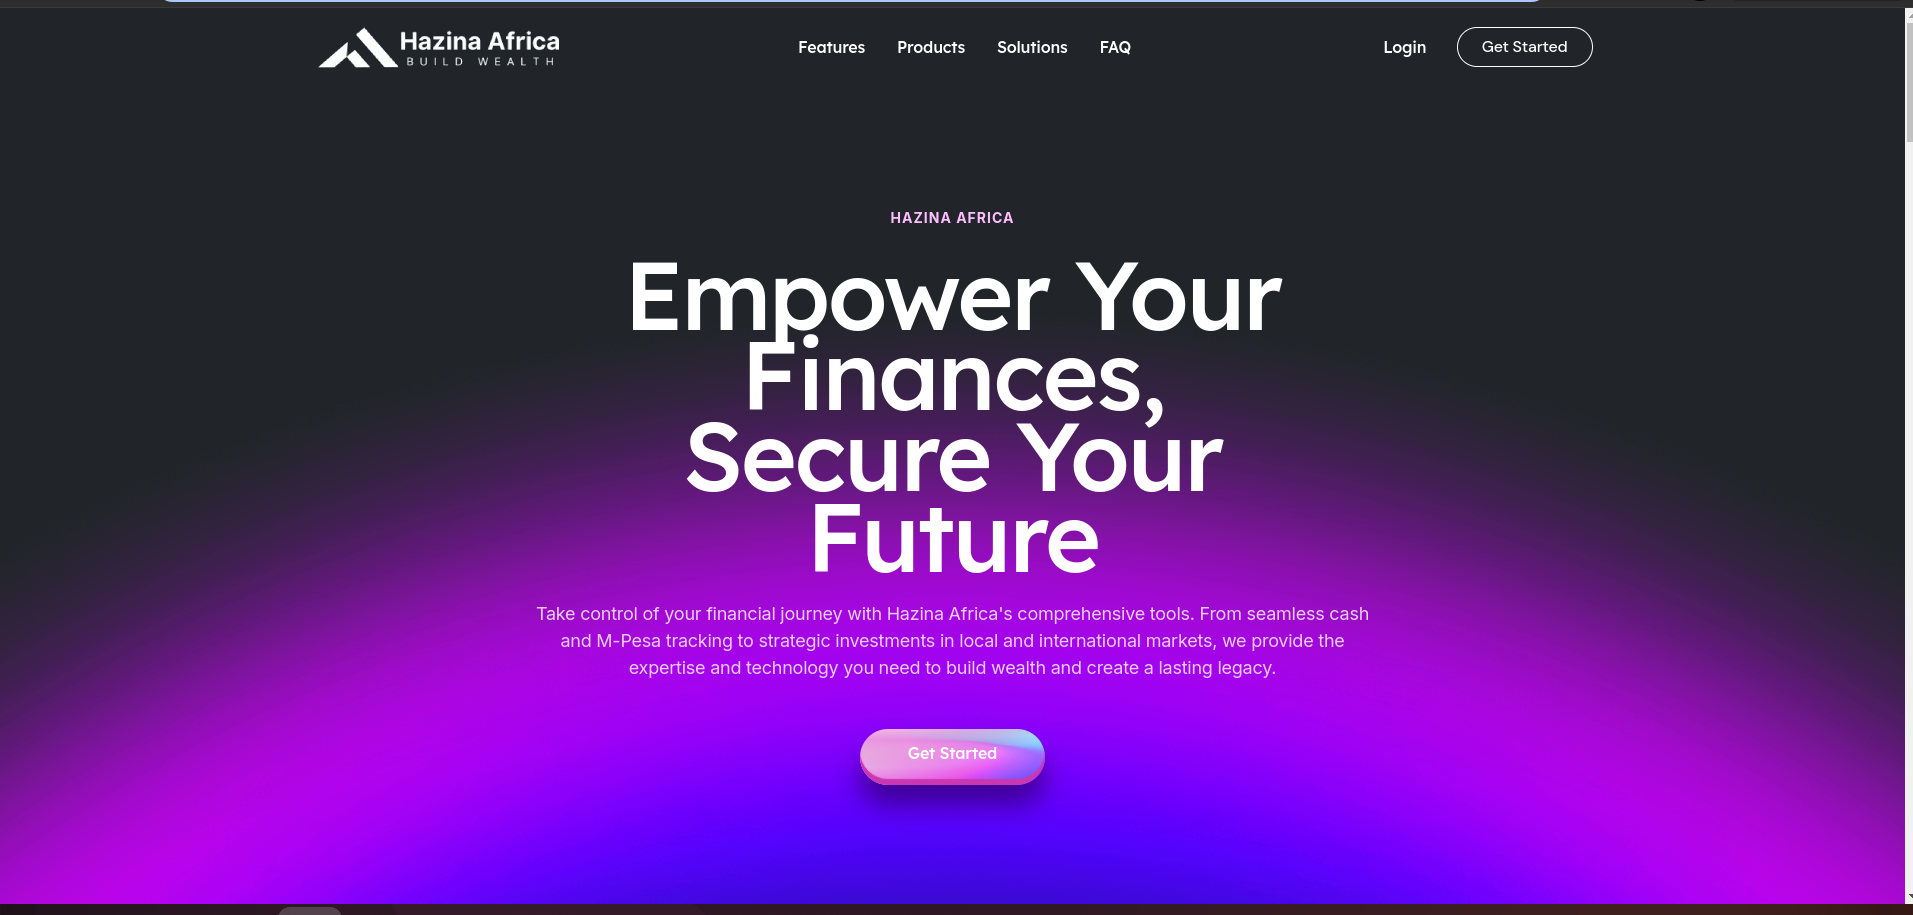 Hazina Africa
BUILD WEALTH
Features Products Solutions FAQ
Login Get Started
HAZINA AFRICA
Empower Your
Finances,
Secure Your
Future
Take control of your financial journey with Hazina Africa's comprehensive tools. From seamless cash
and M-Pesa tracking to strategic investments in local and international markets, we provide the
expertise and technology you need to build wealth and create a lasting legacy.
Get Started